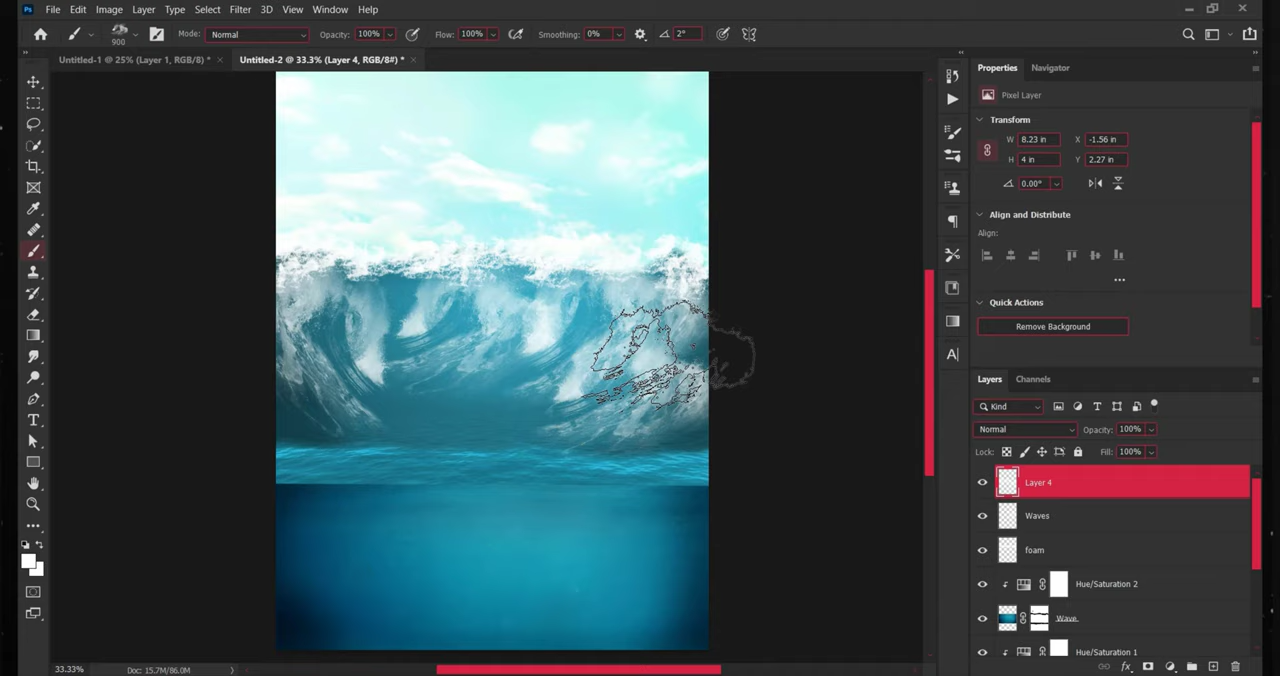 Ps File Edit Image Layer Type Select Filter 3D View Window Help
900 Mode: Normal Opacity: 100% Flow: 100% Smoothing: 0% 2°
Untitled-1 @ 25% (Layer 1, RGB/8) * × Untitled-2 @ 33.3% (Layer 4, RGB/8#) * ×
Properties Navigator
Pixel Layer
Transform
W 8.23 in X -1.56 in
H 4 in Y 2.27 in
0.00°
Align and Distribute
Align:
Quick Actions
Remove Background
Layers Channels
Kind
Normal Opacity: 100%
Lock: Fill: 100%
Layer 4
Waves
foam
Hue/Saturation 2
Wave
Hue/Saturation 1
33.33% Doc: 15.7M/86.0M